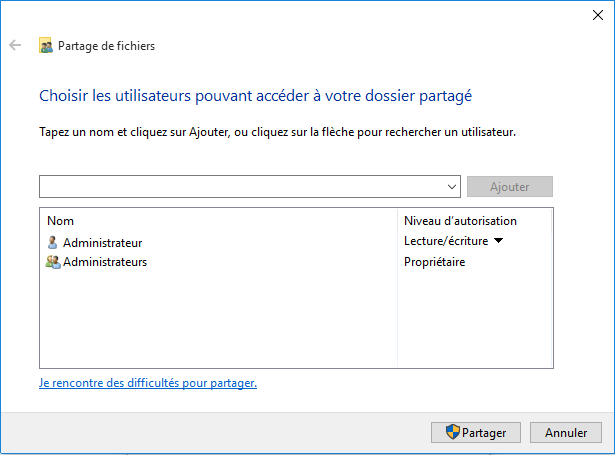 Partage de fichiers
Choisir les utilisateurs pouvant accéder à votre dossier partagé
Tapez un nom et cliquez sur Ajouter, ou cliquez sur la flèche pour rechercher un utilisateur.
Ajouter
Nom Niveau d'autorisation
Administrateur Lecture/écriture
Administrateurs Propriétaire
Je rencontre des difficultés pour partager.
Partager Annuler